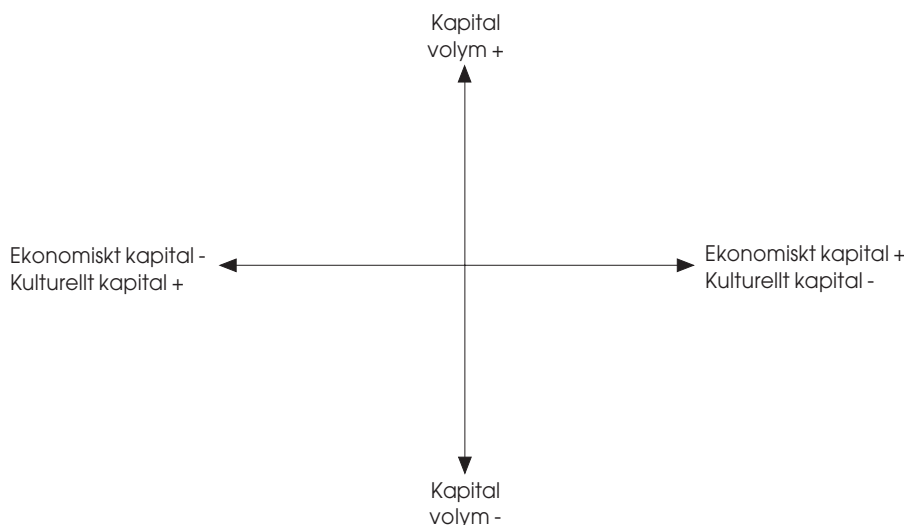 Kapital
volym +
Ekonomiskt kapital -
Kulturellt kapital +
Ekonomiskt kapital +
Kulturellt kapital -
Kapital
volym -